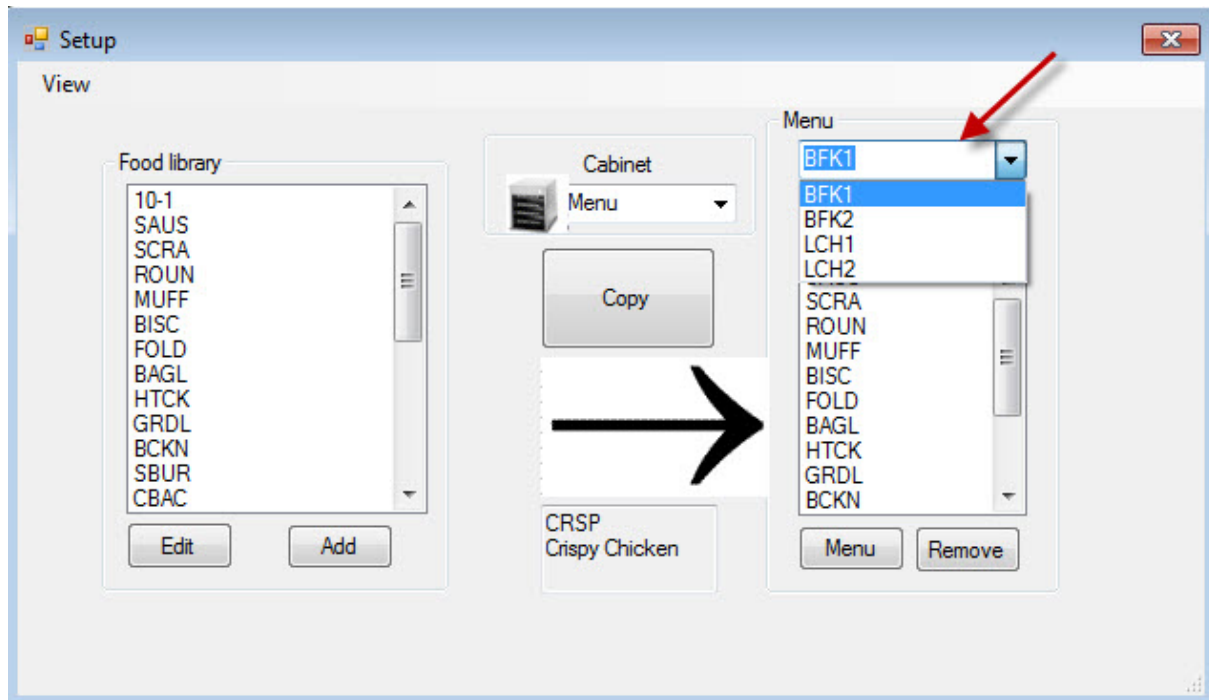 Setup
View
Food library
10-1
SAUS
SCRA
ROUN
MUFF
BISC
FOLD
BAGL
HTCK
GRDL
BCKN
SBUR
CBAC
Edit
Add
Cabinet
Menu
Copy
CRSP
Crispy Chicken
Menu
BFK1
BFK1
BFK2
LCH1
LCH2
SCRA
ROUN
MUFF
BISC
FOLD
BAGL
HTCK
GRDL
BCKN
Menu
Remove